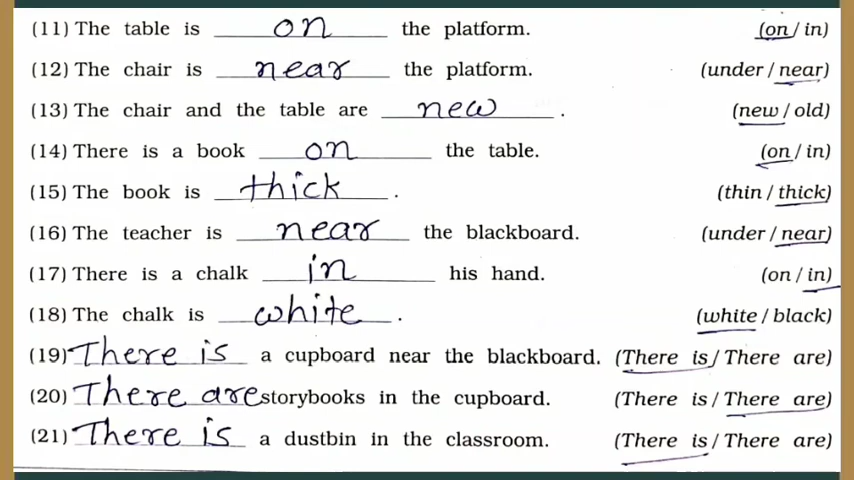 (11) The table is on the platform. (on / in)
(12) The chair is near the platform. (under / near)
(13) The chair and the table are new . (new / old)
(14) There is a book on the table. (on / in)
(15) The book is thick . (thin / thick)
(16) The teacher is near the blackboard. (under / near)
(17) There is a chalk in his hand. (on / in)
(18) The chalk is white . (white / black)
(19) There is a cupboard near the blackboard. (There is / There are)
(20) There are storybooks in the cupboard. (There is / There are)
(21) There is a dustbin in the classroom. (There is / There are)